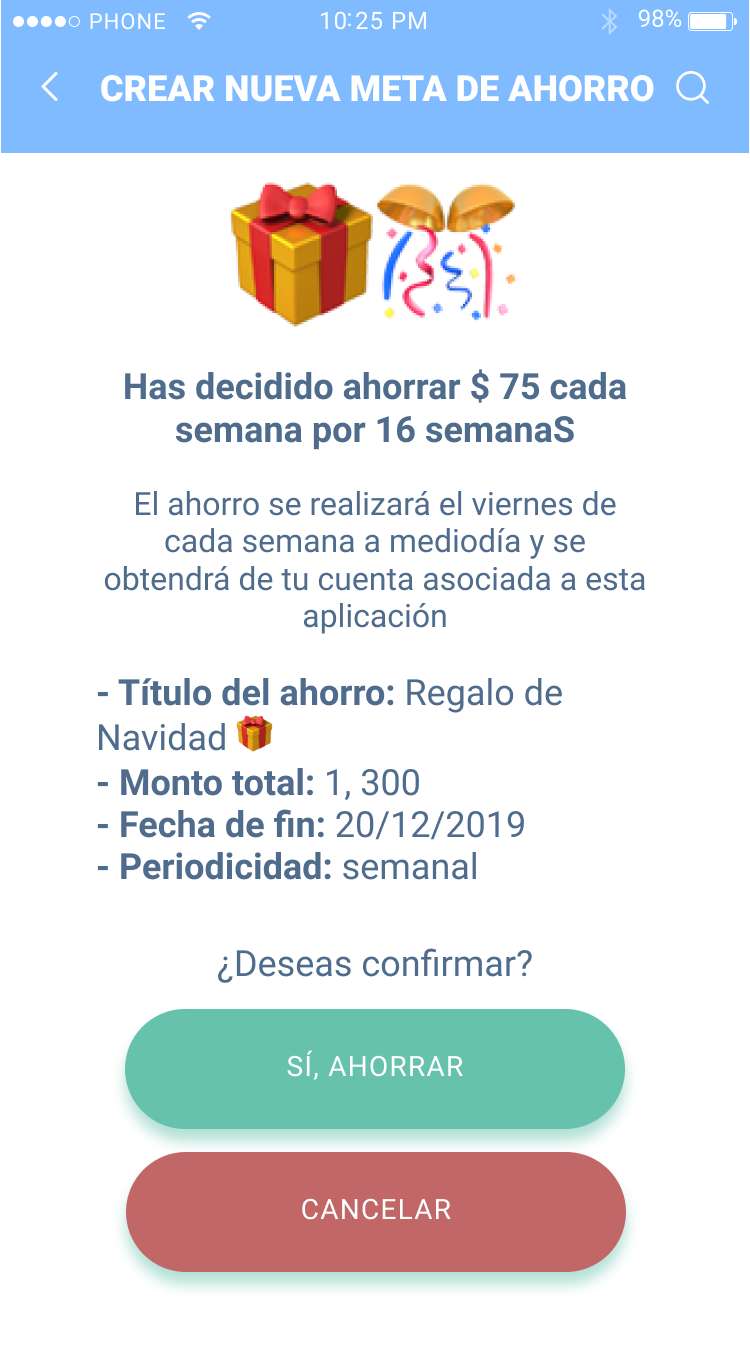 PHONE 10:25 PM 98%
CREAR NUEVA META DE AHORRO
Has decidido ahorrar $ 75 cada
semana por 16 semanaS
El ahorro se realizará el viernes de
cada semana a mediodía y se
obtendrá de tu cuenta asociada a esta
aplicación
- Título del ahorro: Regalo de
Navidad 🎁
- Monto total: 1, 300
- Fecha de fin: 20/12/2019
- Periodicidad: semanal
¿Deseas confirmar?
SÍ, AHORRAR
CANCELAR